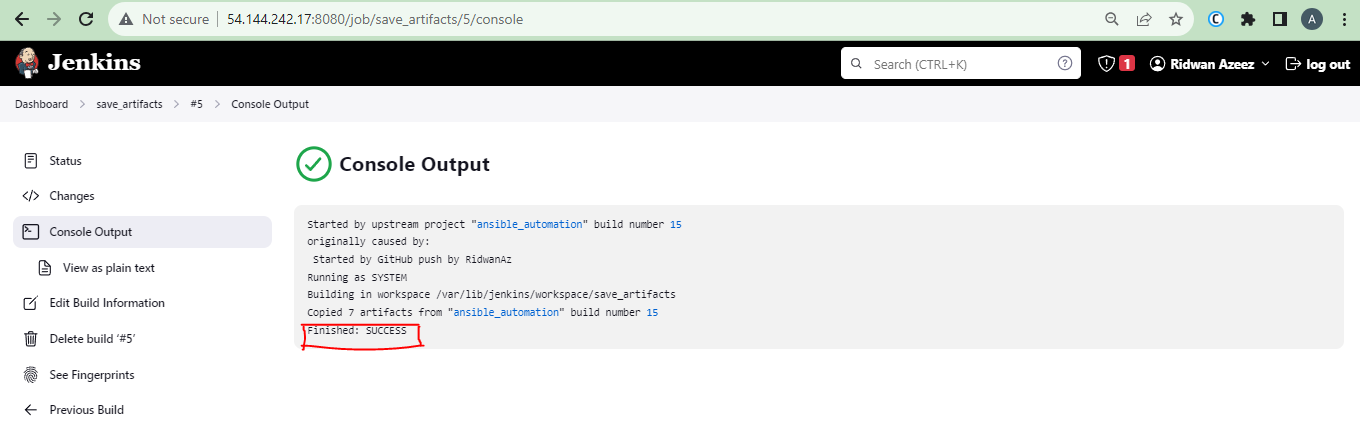 Not secure | 54.144.242.17:8080/job/save_artifacts/5/console
C
A
Jenkins
Search (CTRL+K)
?
1
Ridwan Azeez
log out
Dashboard > save_artifacts > #5 > Console Output
Status
Changes
Console Output
View as plain text
Edit Build Information
Delete build ‘#5’
See Fingerprints
Previous Build
Console Output
Started by upstream project "ansible_automation" build number 15
originally caused by:
Started by GitHub push by RidwanAz
Running as SYSTEM
Building in workspace /var/lib/jenkins/workspace/save_artifacts
Copied 7 artifacts from "ansible_automation" build number 15
Finished: SUCCESS